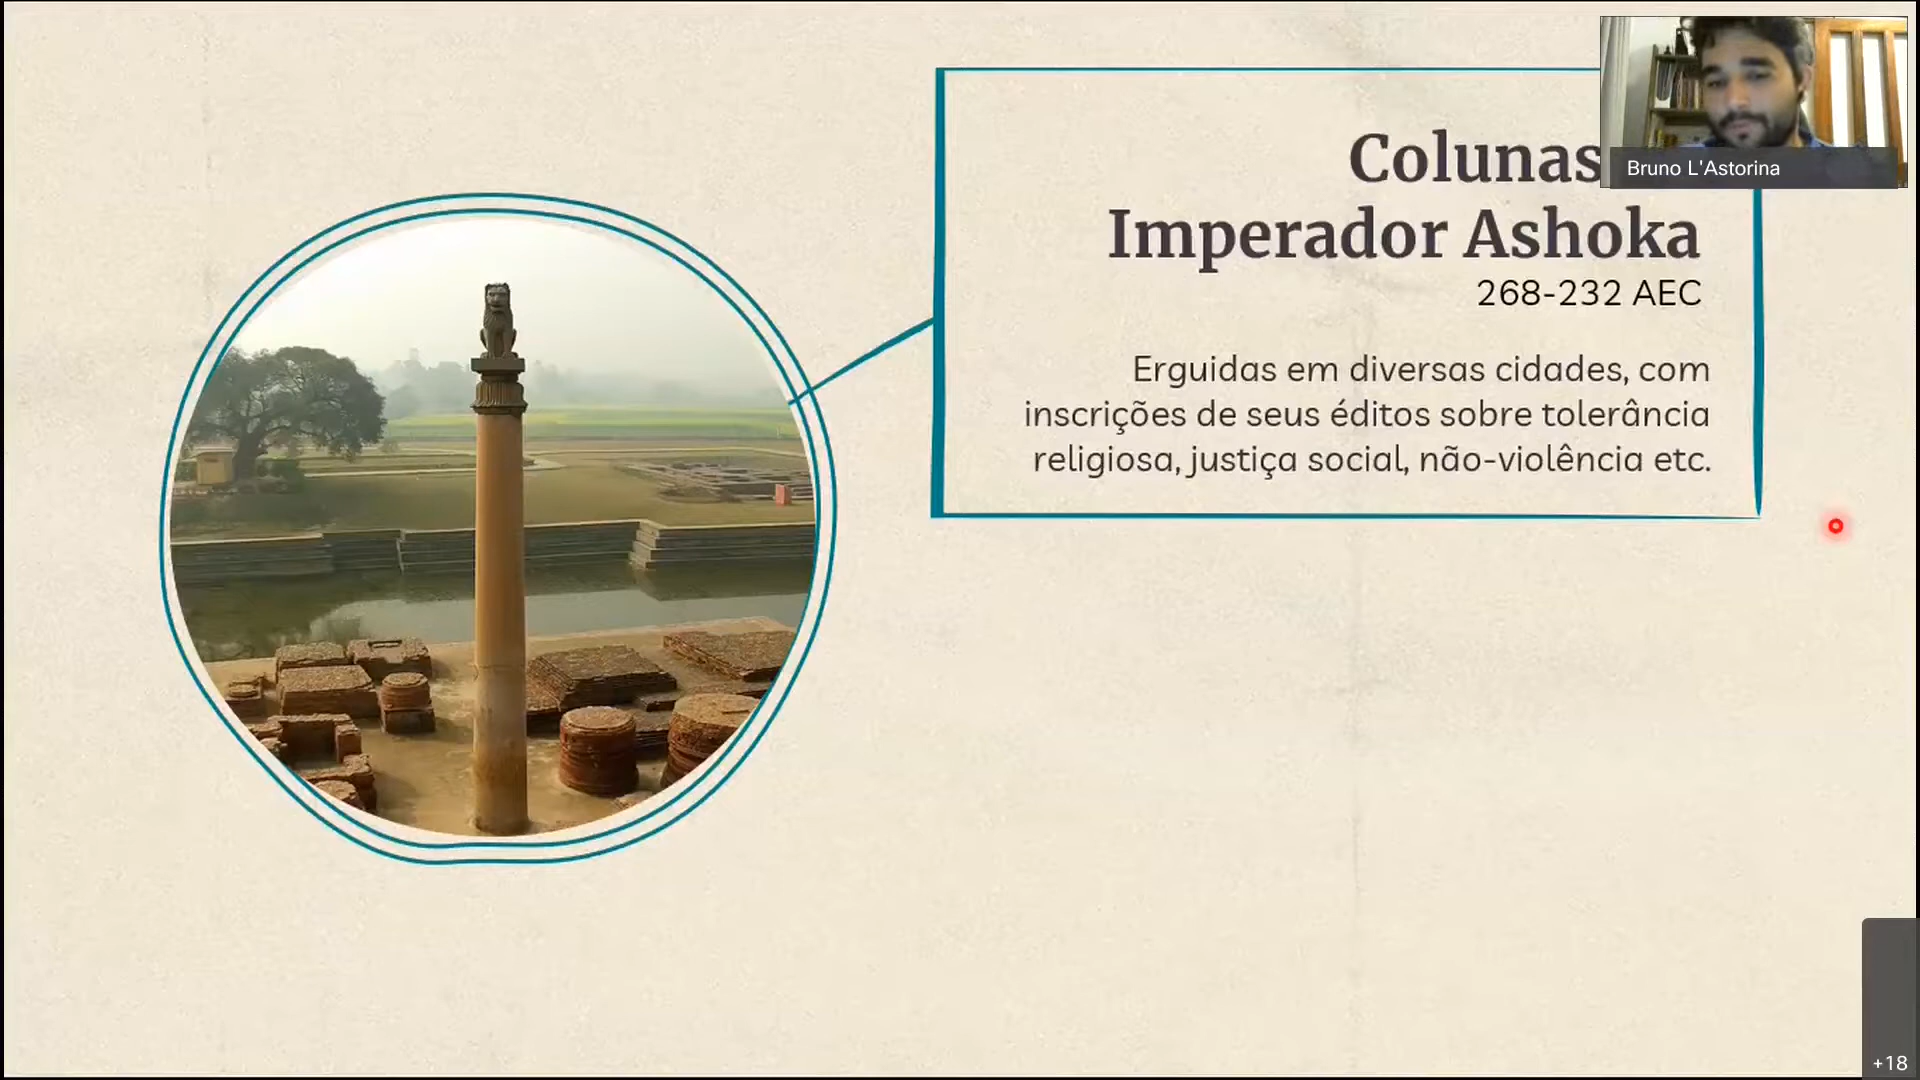 Colunas
Imperador Ashoka
268-232 AEC
Erguidas em diversas cidades, com
inscrições de seus éditos sobre tolerância
religiosa, justiça social, não-violência etc.
Bruno L'Astorina
+18